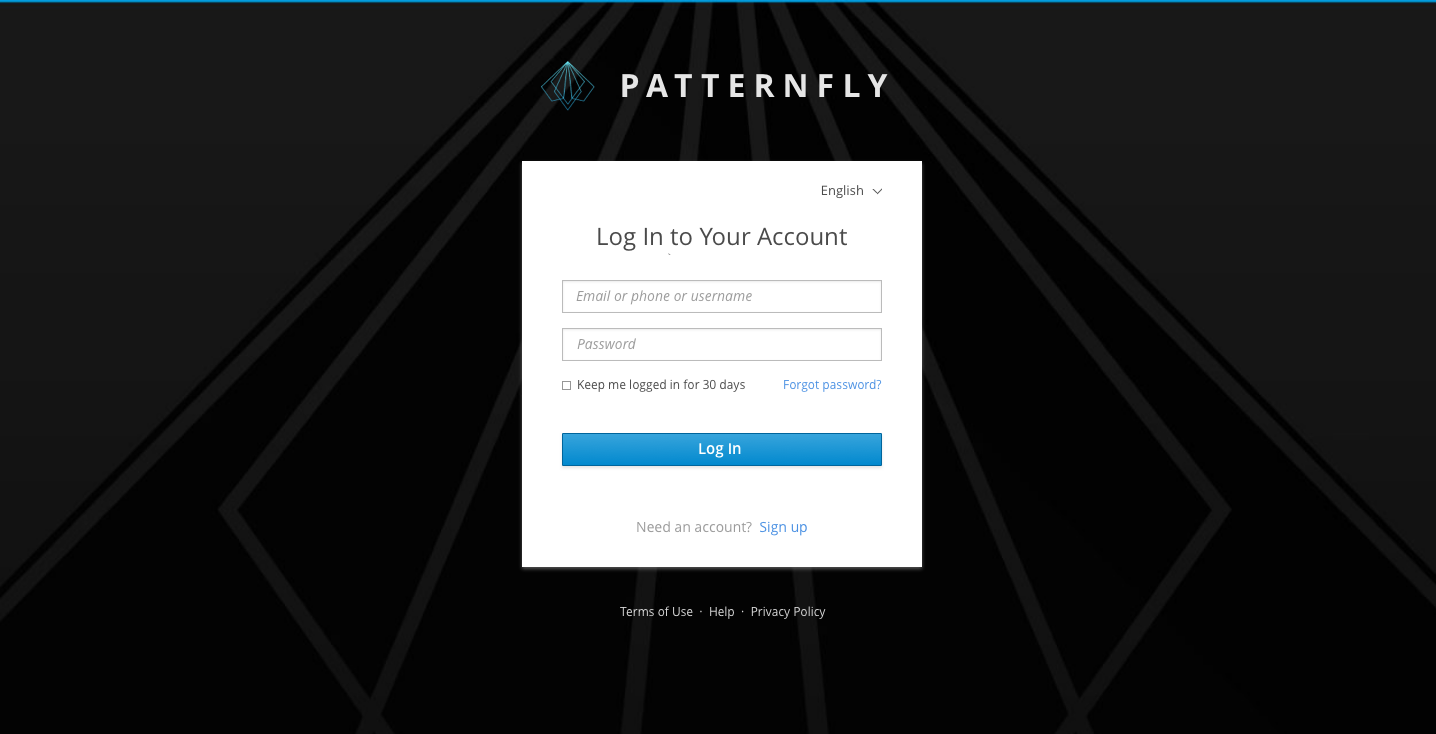 PATTERNFLY
English
Log In to Your Account
Email or phone or username
Password
Keep me logged in for 30 days Forgot password?
Log In
Need an account? Sign up
Terms of Use · Help · Privacy Policy